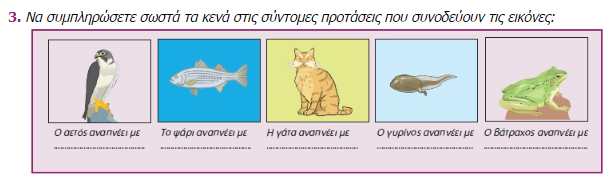 3. Να συμπληρώσετε σωστά τα κενά στις σύντομες προτάσεις που συνοδεύουν τις εικόνες:
Ο αετός αναπνέει με
Το ψάρι αναπνέει με
Η γάτα αναπνέει με
Ο γυρίνος αναπνέει με
Ο βάτραχος αναπνέει με